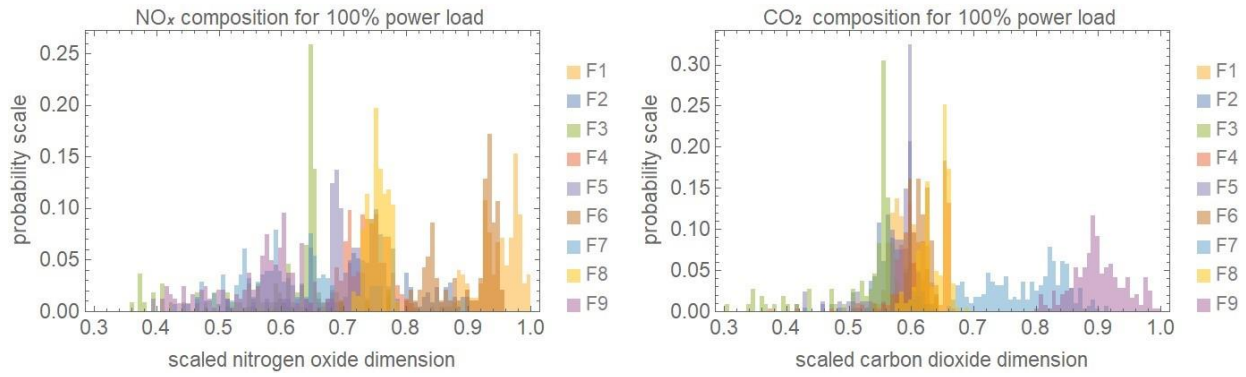 NOx composition for 100% power load
0.25
0.20
0.15
0.10
0.05
0.00
probability scale
0.3 0.4 0.5 0.6 0.7 0.8 0.9 1.0
scaled nitrogen oxide dimension
F1
F2
F3
F4
F5
F6
F7
F8
F9
CO2 composition for 100% power load
0.30
0.25
0.20
0.15
0.10
0.05
0.00
probability scale
0.3 0.4 0.5 0.6 0.7 0.8 0.9 1.0
scaled carbon dioxide dimension
F1
F2
F3
F4
F5
F6
F7
F8
F9